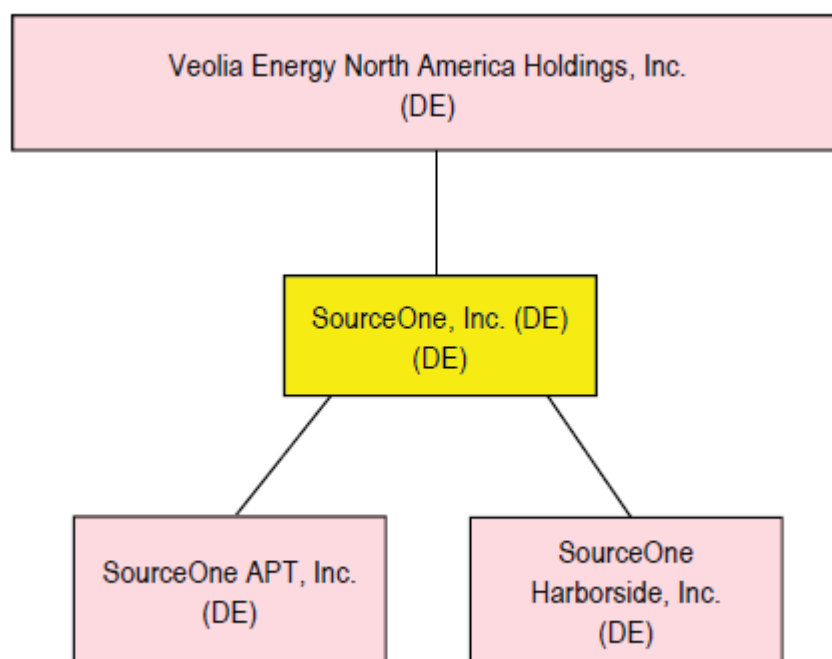 Veolia Energy North America Holdings, Inc.
(DE)
SourceOne, Inc. (DE)
(DE)
SourceOne APT, Inc.
(DE)
SourceOne
Harborside, Inc.
(DE)